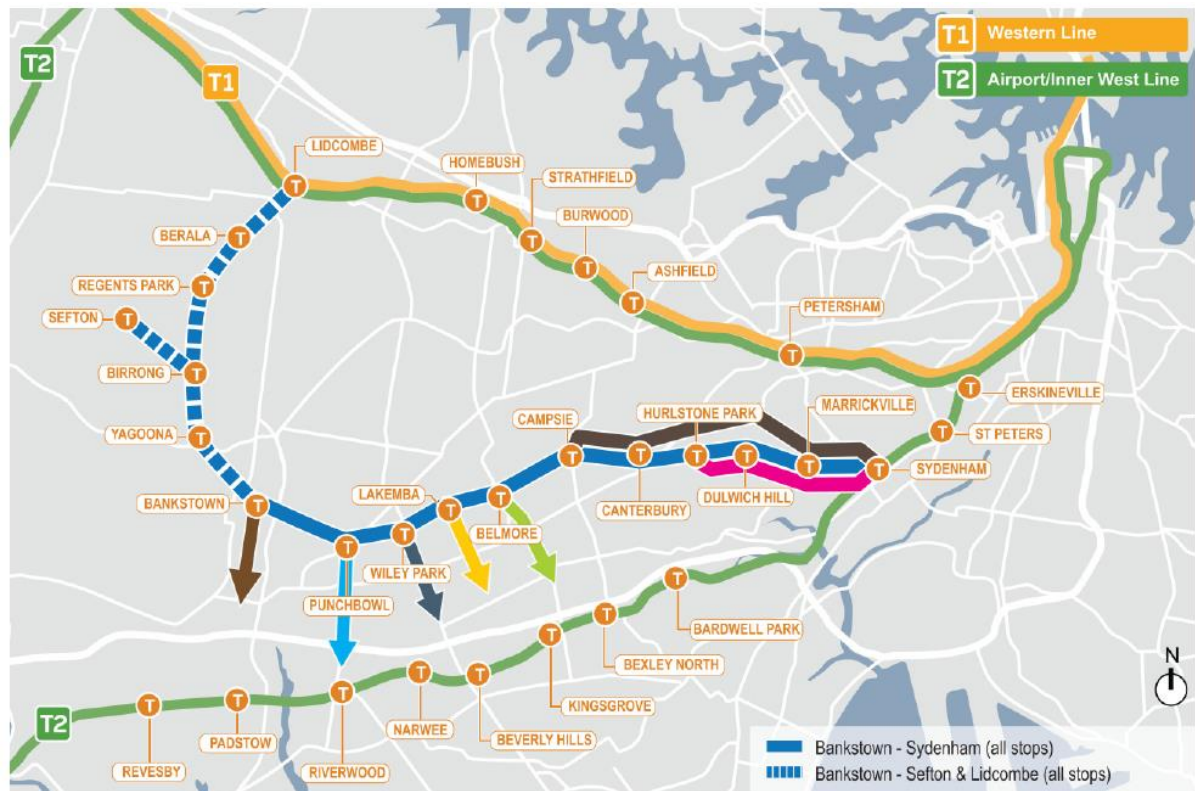 T1 Western Line
T2 Airport/Inner West Line
T2
T1
LIDCOMBE
T
HOMEBUSH
T
STRATHFIELD
T
BURWOOD
T
ASHFIELD
T
PETERSHAM
T
BERALA
T
REGENTS PARK
T
SEFTON
T
BIRRONG
T
YAGOONA
T
BANKSTOWN
T
ERSKINEVILLE
T
ST PETERS
T
SYDENHAM
T
MARRICKVILLE
T
HURLSTONE PARK
T
DULWICH HILL
T
CANTERBURY
T
CAMPSIE
T
BELMORE
T
LAKEMBA
T
WILEY PARK
T
PUNCHBOWL
T
BARDWELL PARK
T
BEXLEY NORTH
T
KINGSGROVE
T
BEVERLY HILLS
T
NARWEE
T
RIVERWOOD
T
PADSTOW
T
REVESBY
T
T2
N
Bankstown - Sydenham (all stops)
Bankstown - Sefton & Lidcombe (all stops)